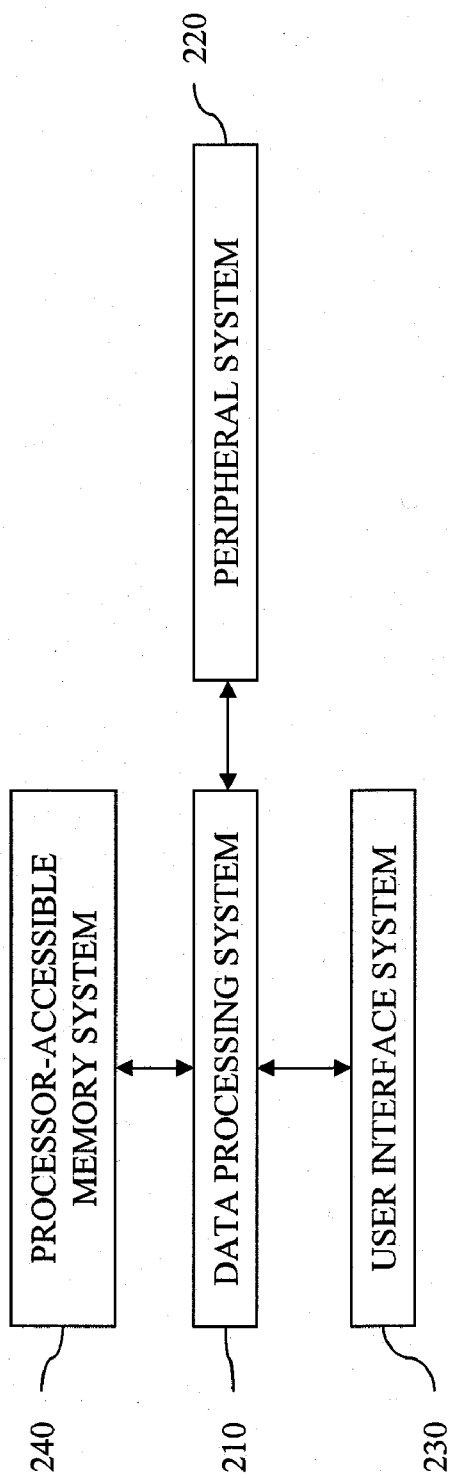 240
PROCESSOR-ACCESSIBLE
MEMORY SYSTEM
210
DATA PROCESSING SYSTEM
PERIPHERAL SYSTEM
220
230
USER INTERFACE SYSTEM